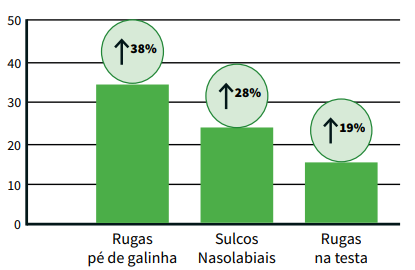 50
40
30
20
10
0
↑38%
↑28%
↑19%
Rugas
pé de galinha
Sulcos
Nasolabiais
Rugas
na testa